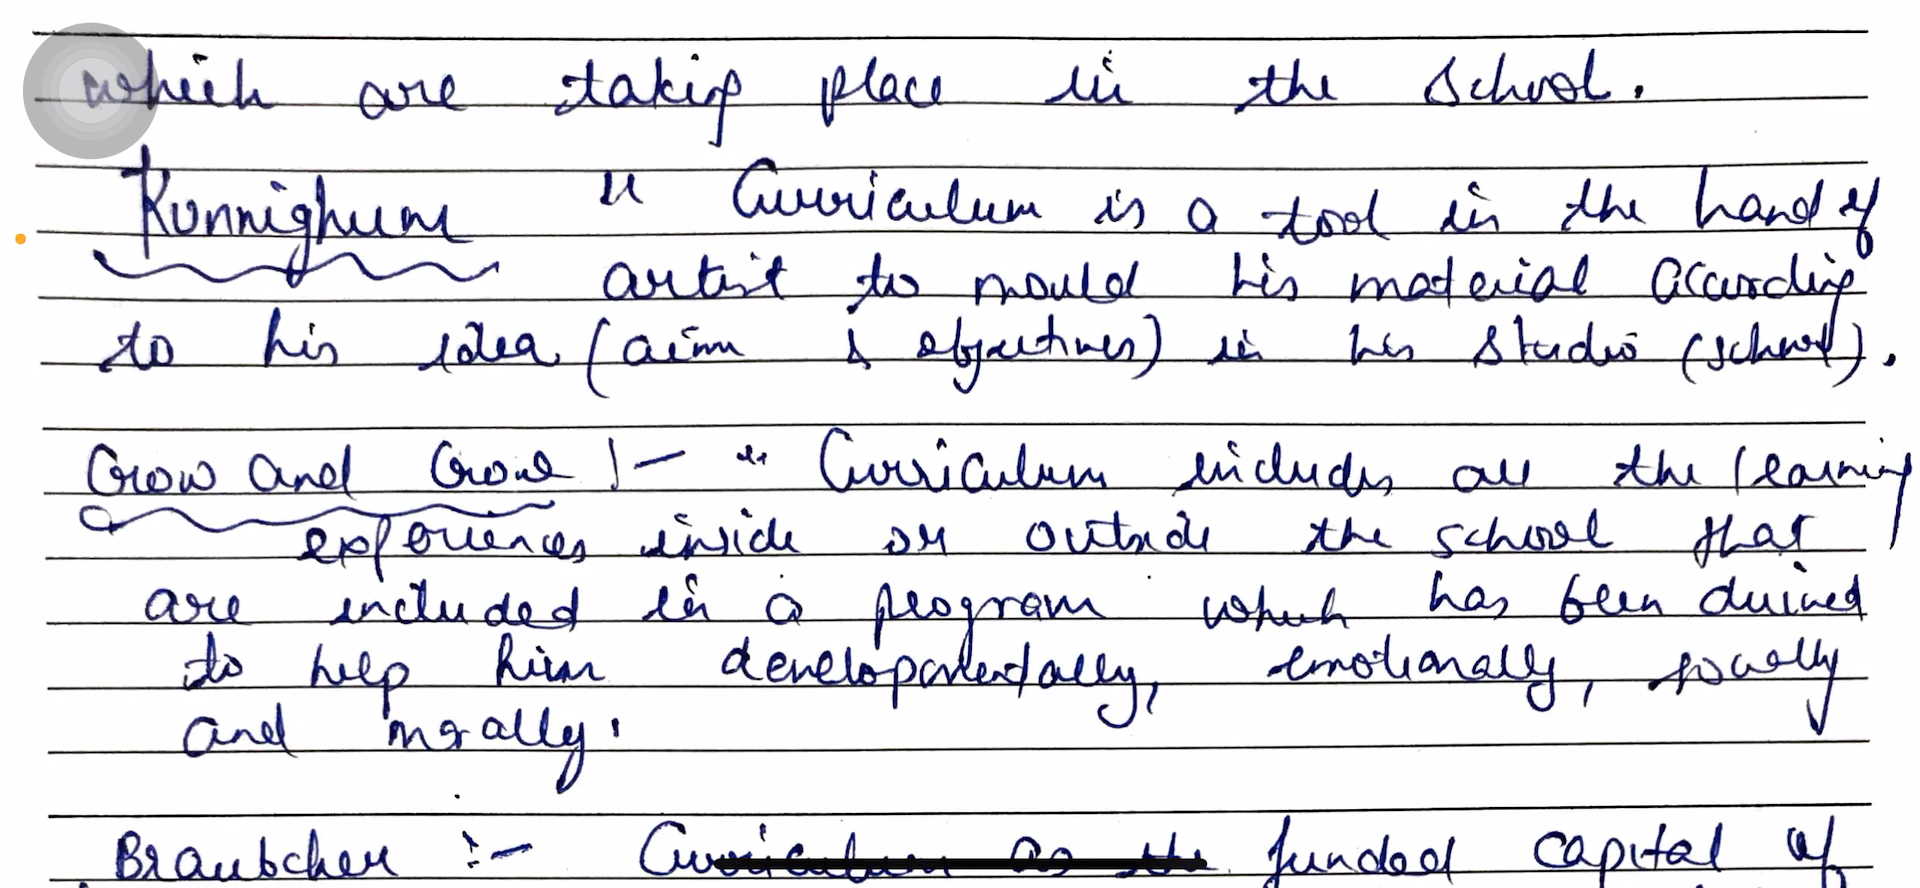 which are taking place in the school.
Kunnighum " Curriculum is a tool in the hand of
artist to mould his material according
to his idea (aim & objectives) in his studio (school).
Crow and Crow :- " Curriculum includes all the learning
experiences inside or outside the school that
are included in a program which has been
to help him developmentally, emotionally, socially
and morally.
:- Curriculum as the funded capital of